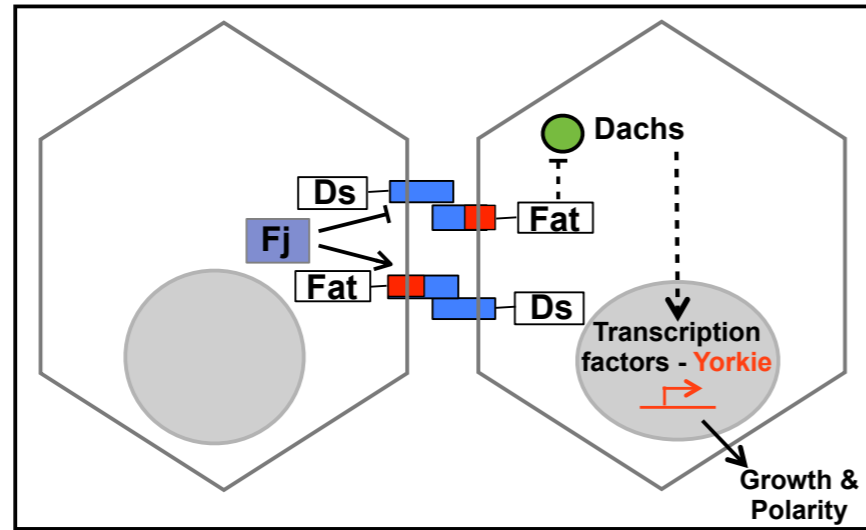 Dachs
Ds
Fat
Fj
Fat
Ds
Transcription
factors - Yorkie
Growth &
Polarity